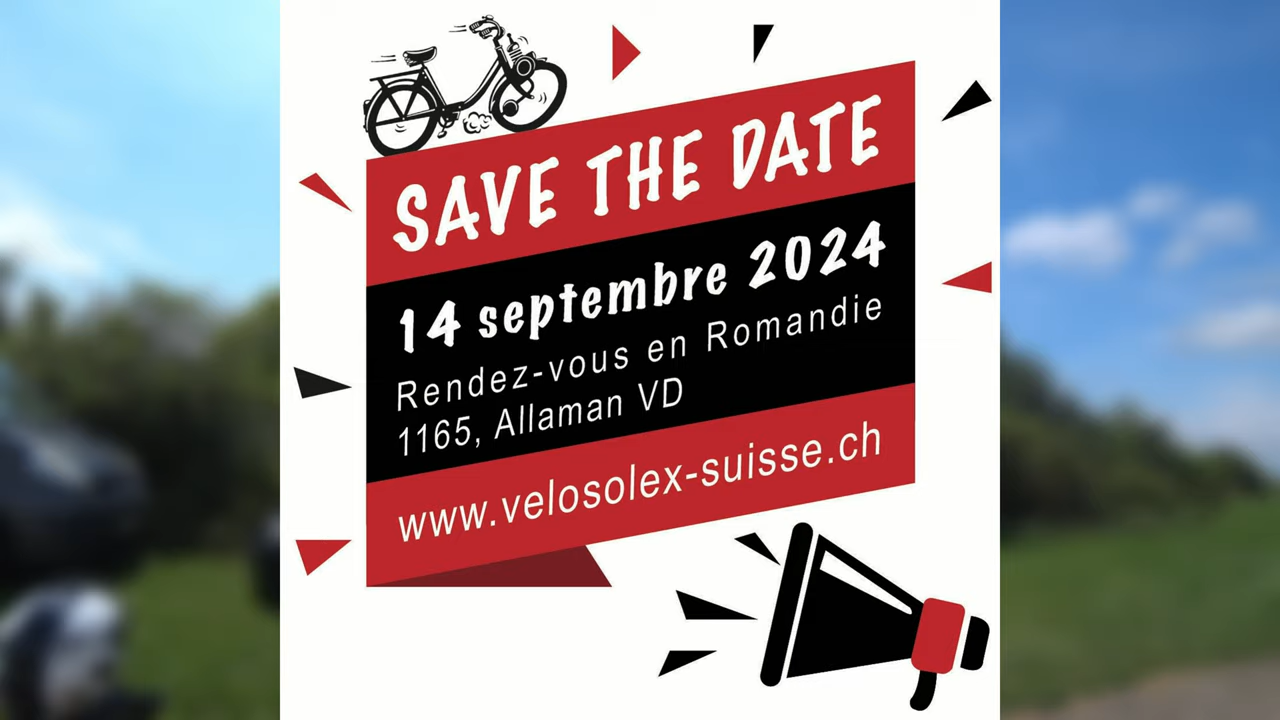 SAVE THE DATE
14 septembre 2024
Rendez-vous en Romandie
1165, Allaman VD
www.velosolex-suisse.ch